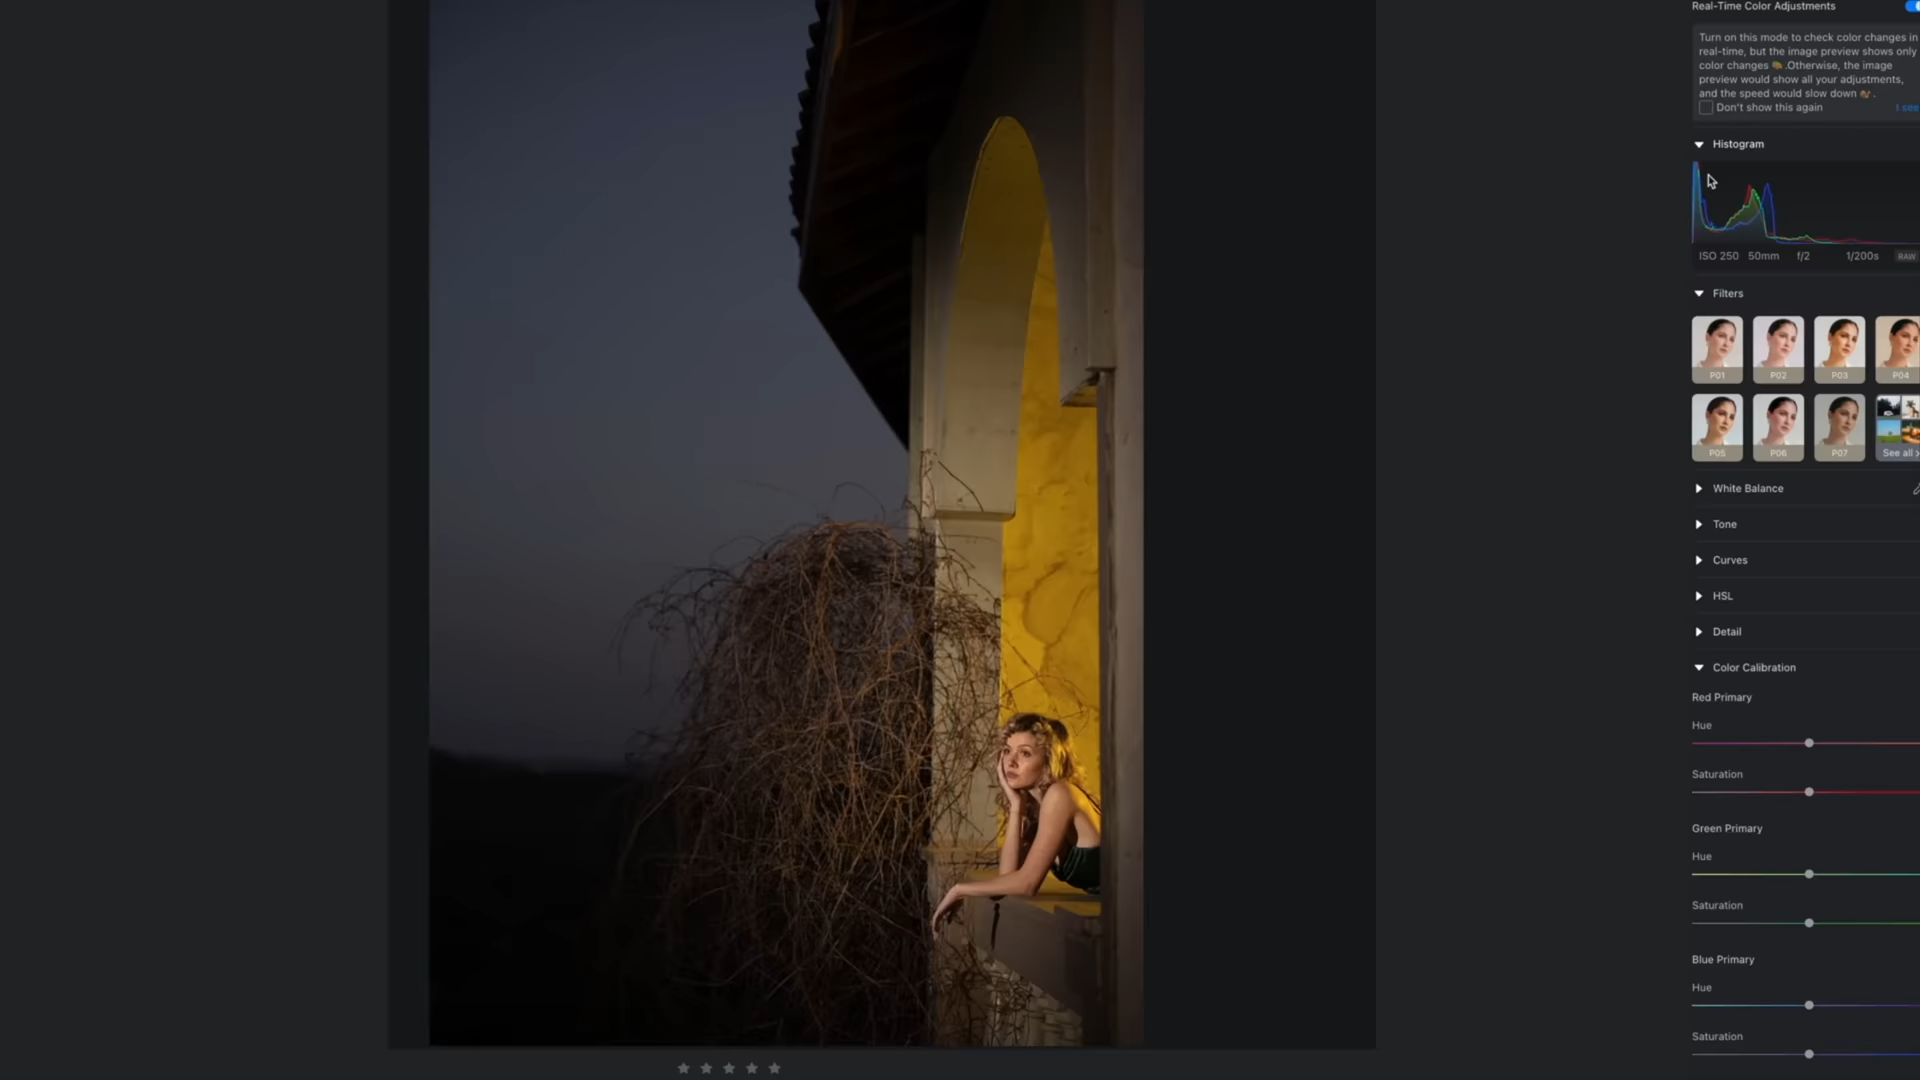 Real-Time Color Adjustments
Turn on this mode to check color changes in
real-time, but the image preview shows only
color changes 🎨 .Otherwise, the image
preview would show all your adjustments,
and the speed would slow down 🐌 .
Don't show this again
I see
Histogram
ISO 250 50mm f/2 1/200s RAW
Filters
P01 P02 P03 P04
P05 P06 P07 See all >
White Balance
Tone
Curves
HSL
Detail
Color Calibration
Red Primary
Hue
Saturation
Green Primary
Hue
Saturation
Blue Primary
Hue
Saturation